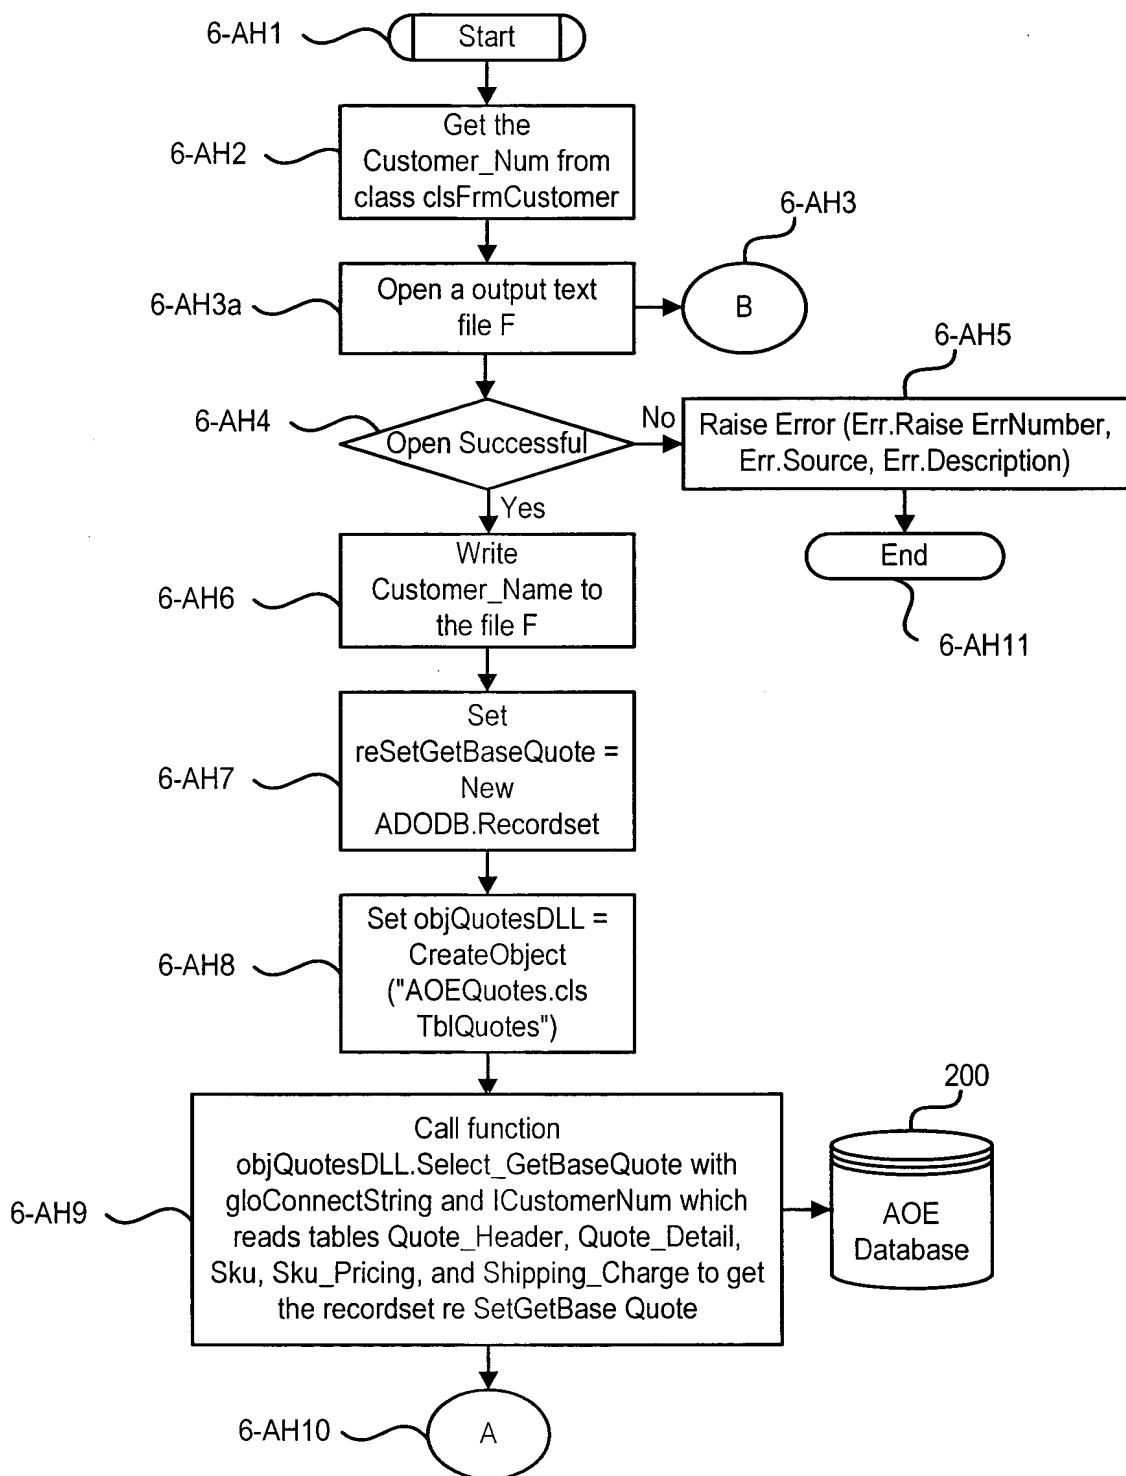 6-AH1
Start
6-AH2
Get the
Customer_Num from
class clsFrmCustomer
6-AH3
6-AH3a
Open a output text
file F
B
6-AH5
6-AH4
Open Successful
No
Raise Error (Err.Raise ErrNumber,
Err.Source, Err.Description)
Yes
End
6-AH6
Write
Customer_Name to
the file F
6-AH11
6-AH7
Set
reSetGetBaseQuote =
New
ADODB.Recordset
6-AH8
Set objQuotesDLL =
CreateObject
("AOEQuotes.cls
TblQuotes")
200
6-AH9
Call function
objQuotesDLL.Select_GetBaseQuote with
gloConnectString and ICustomerNum which
reads tables Quote_Header, Quote_Detail,
Sku, Sku_Pricing, and Shipping_Charge to get
the recordset re SetGetBase Quote
AOE
Database
6-AH10
A